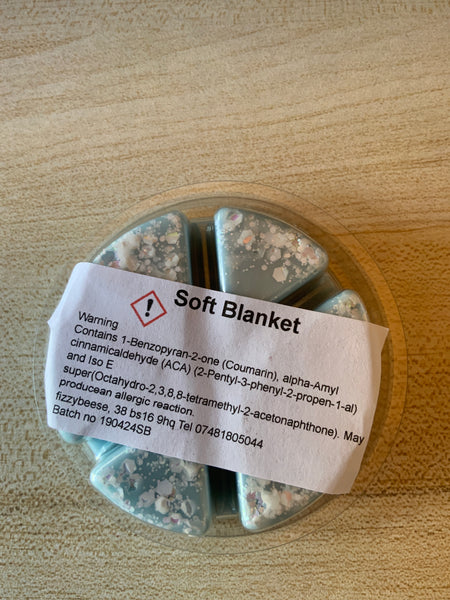 Soft Blanket
Warning
Contains 1-Benzopyran-2-one (Coumarin), alpha-Amyl
cinnamicaldehyde (ACA) (2-Pentyl-3-phenyl-2-propen-1-al)
and Iso E
super(Octahydro-2,3,8,8-tetramethyl-2-acetonaphthone). May
producean allergic reaction.
fizzybeese, 38 bs16 9hq Tel 07481805044
Batch no 190424SB